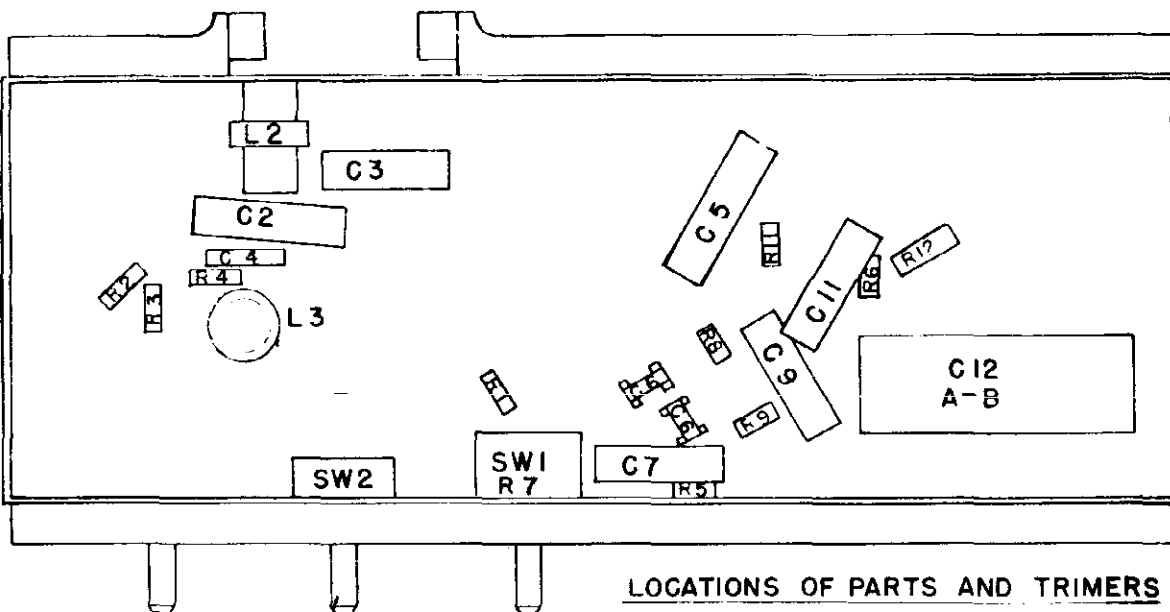 L2
C3
C2
C5
R11
C4
R12
R4
R6
R2
R3
L3
C11
R8
C9
C12
A-B
R1
C6
R9
SW1
R7
C7
SW2
R5
LOCATIONS OF PARTS AND TRIMERS